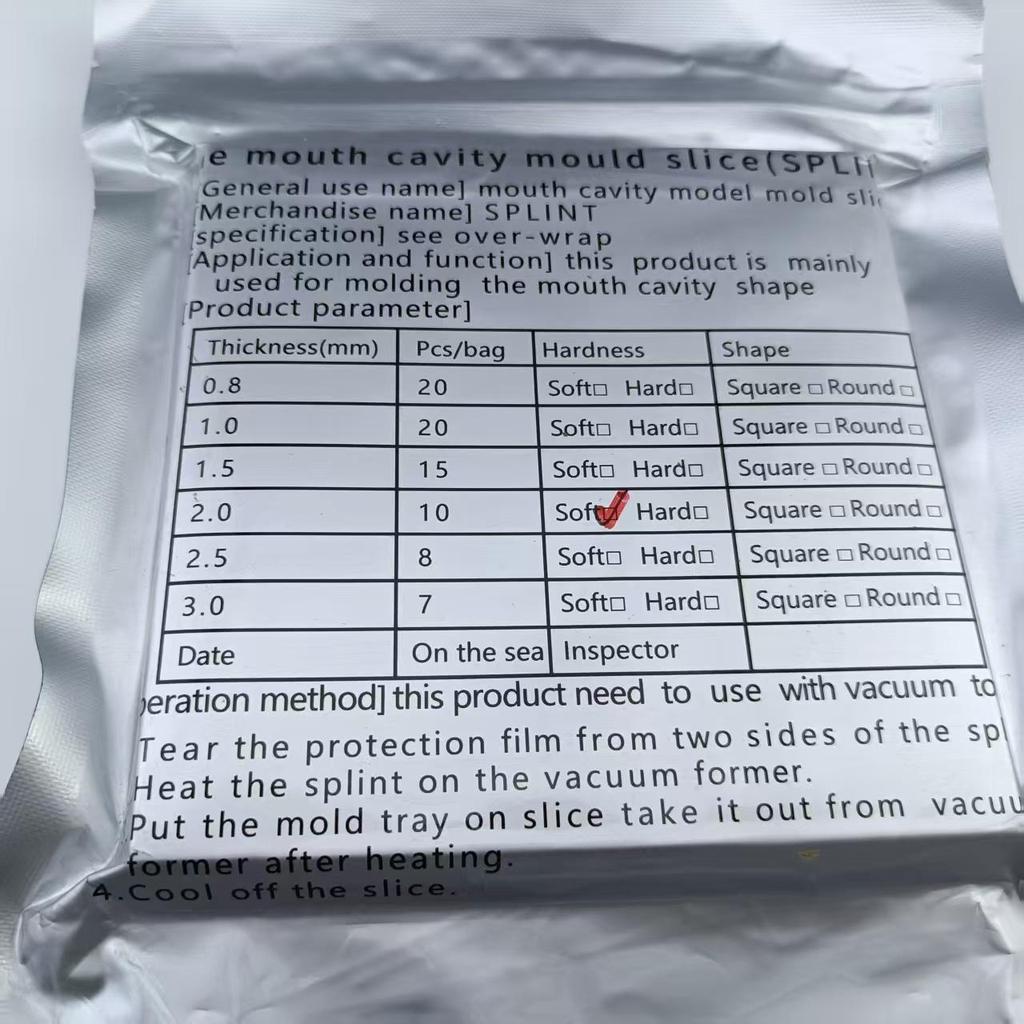 e mouth cavity mould slice(SPLI
General use name] mouth cavity model mold sli
[Merchandise name] SPLINT
[specification] see over-wrap
[Application and function] this product is mainly
used for molding the mouth cavity shape
[Product parameter]
Thickness(mm) Pcs/bag Hardness Shape
0.8 20 Soft□ Hard□ Square □ Round □
1.0 20 Soft□ Hard□ Square □ Round □
1.5 15 Soft□ Hard□ Square □ Round □
2.0 10 Soft☑ Hard□ Square □ Round □
2.5 8 Soft□ Hard□ Square □ Round □
3.0 7 Soft□ Hard□ Square □ Round □
Date On the sea Inspector
eration method] this product need to use with vacuum to
Tear the protection film from two sides of the spl
Heat the splint on the vacuum former.
Put the mold tray on slice take it out from vacuu
former after heating.
4.Cool off the slice.